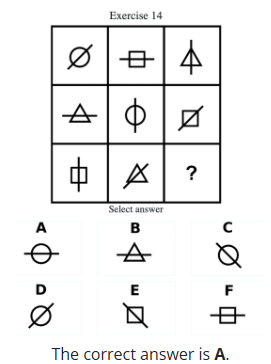 Exercise 14
?
Select answer
A B C
D E F
The correct answer is A.